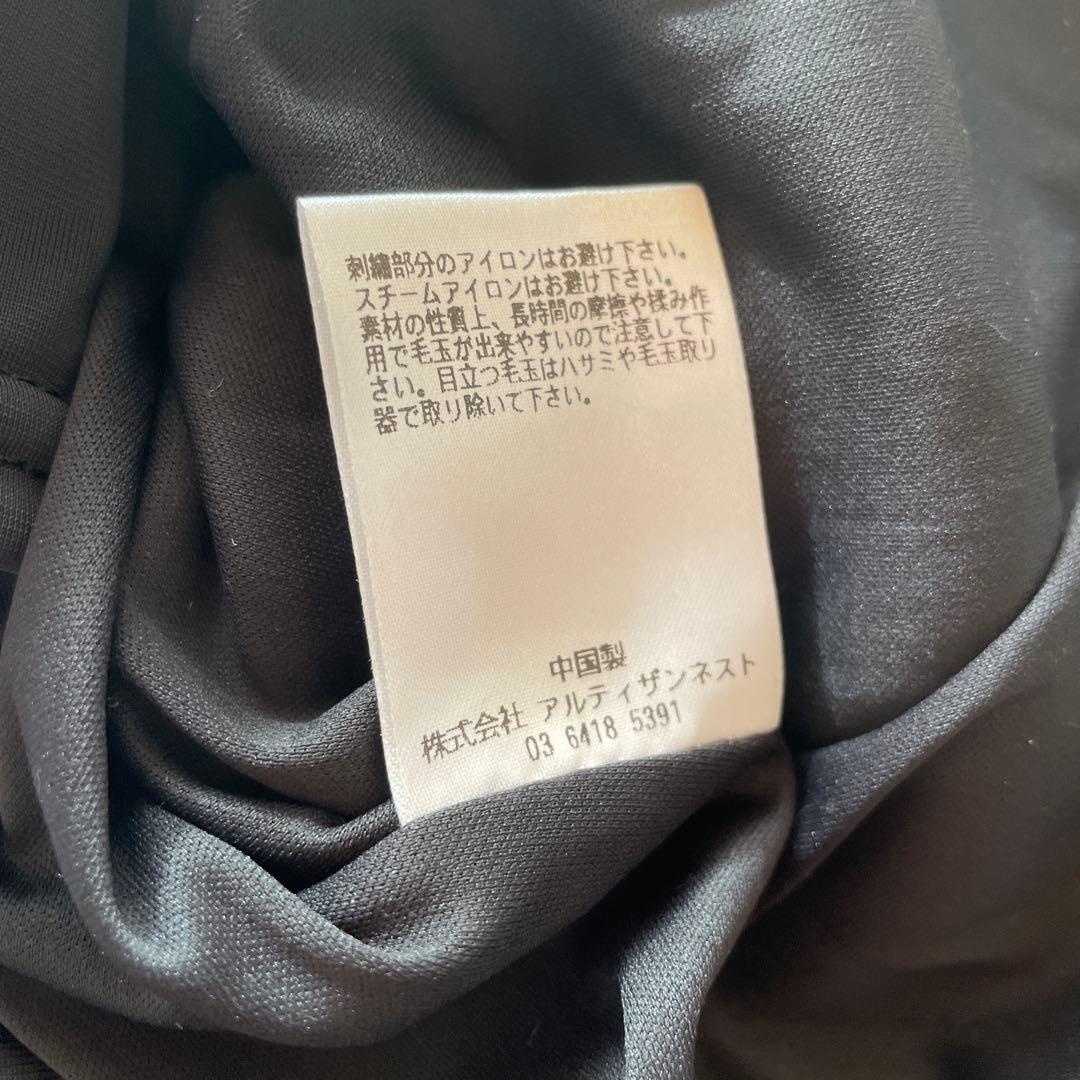 刺繍部分のアイロンはお避け下さい。
スチームアイロンはお避け下さい。
素材の性質上、長時間の摩擦や揉み作
用で毛玉が出来やすいので注意して下
さい。目立つ毛玉はハサミや毛玉取り
器で取り除いて下さい。
中国製
株式会社 アルティザンネスト
03 6418 5391